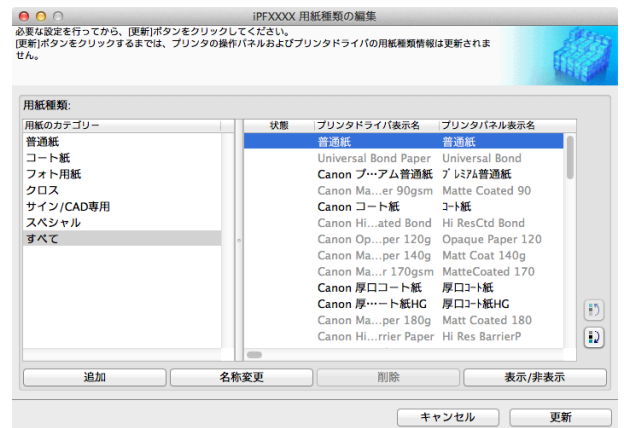 iPFXXXX 用紙種類の編集
必要な設定を行ってから、[更新]ボタンをクリックしてください。
[更新]ボタンをクリックするまでは、プリンタの操作パネルおよびプリンタドライバの用紙種類情報は更新されま
せん。
用紙種類:
用紙のカテゴリー 状態 プリンタドライバ表示名 プリンタパネル表示名
普通紙 普通紙 普通紙
コート紙 Universal Bond Paper Universal Bond
フォト用紙 Canon プ…アム普通紙 プレミアム普通紙
クロス Canon Ma…er 90gsm Matte Coated 90
サイン/CAD専用 Canon コート紙 コート紙
スペシャル Canon Hi…ated Bond Hi ResCtd Bond
すべて Canon Op…per 120g Opaque Paper 120
Canon Ma…per 140g Matt Coat 140g
Canon Ma…r 170gsm MatteCoated 170
Canon 厚口コート紙 厚口コート紙
Canon 厚…ート紙HG 厚口コート紙HG
Canon Ma…per 180g Matt Coated 180
Canon Hi…rrier Paper Hi Res BarrierP
追加 名称変更 削除 表示/非表示
キャンセル 更新